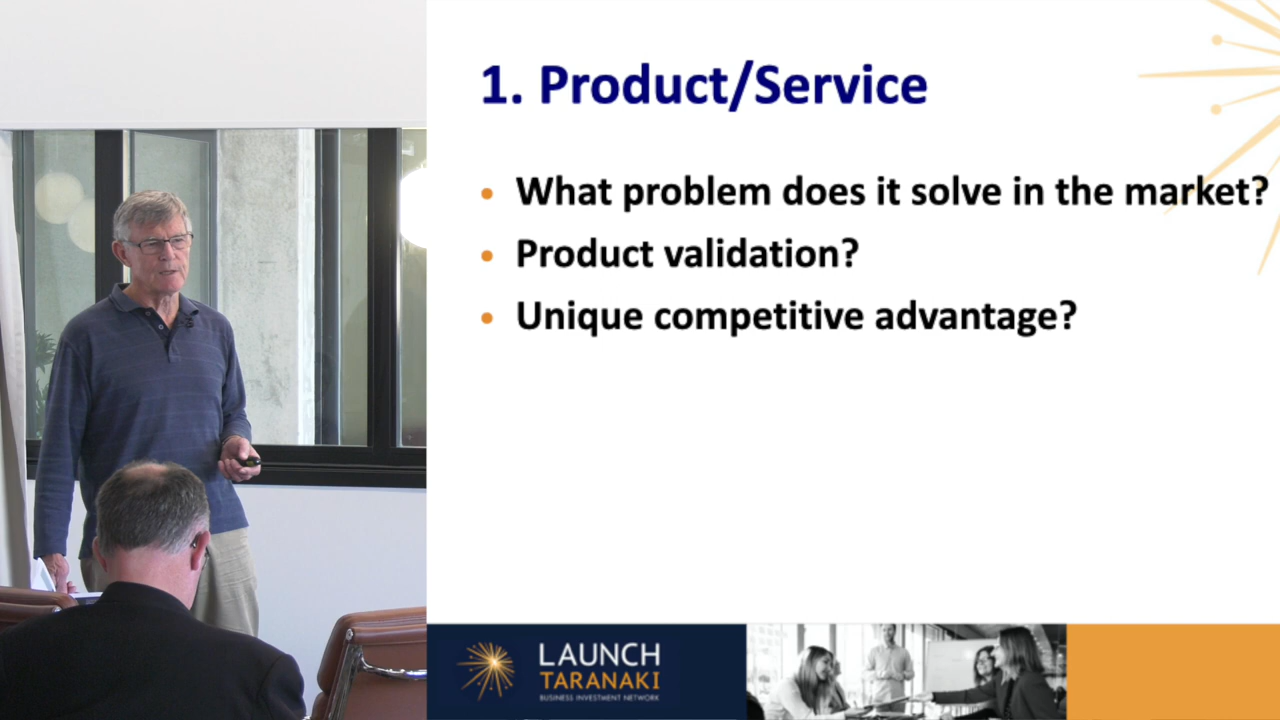 1. Product/Service
• What problem does it solve in the market?
• Product validation?
• Unique competitive advantage?
LAUNCH
TARANAKI
BUSINESS INVESTMENT NETWORK